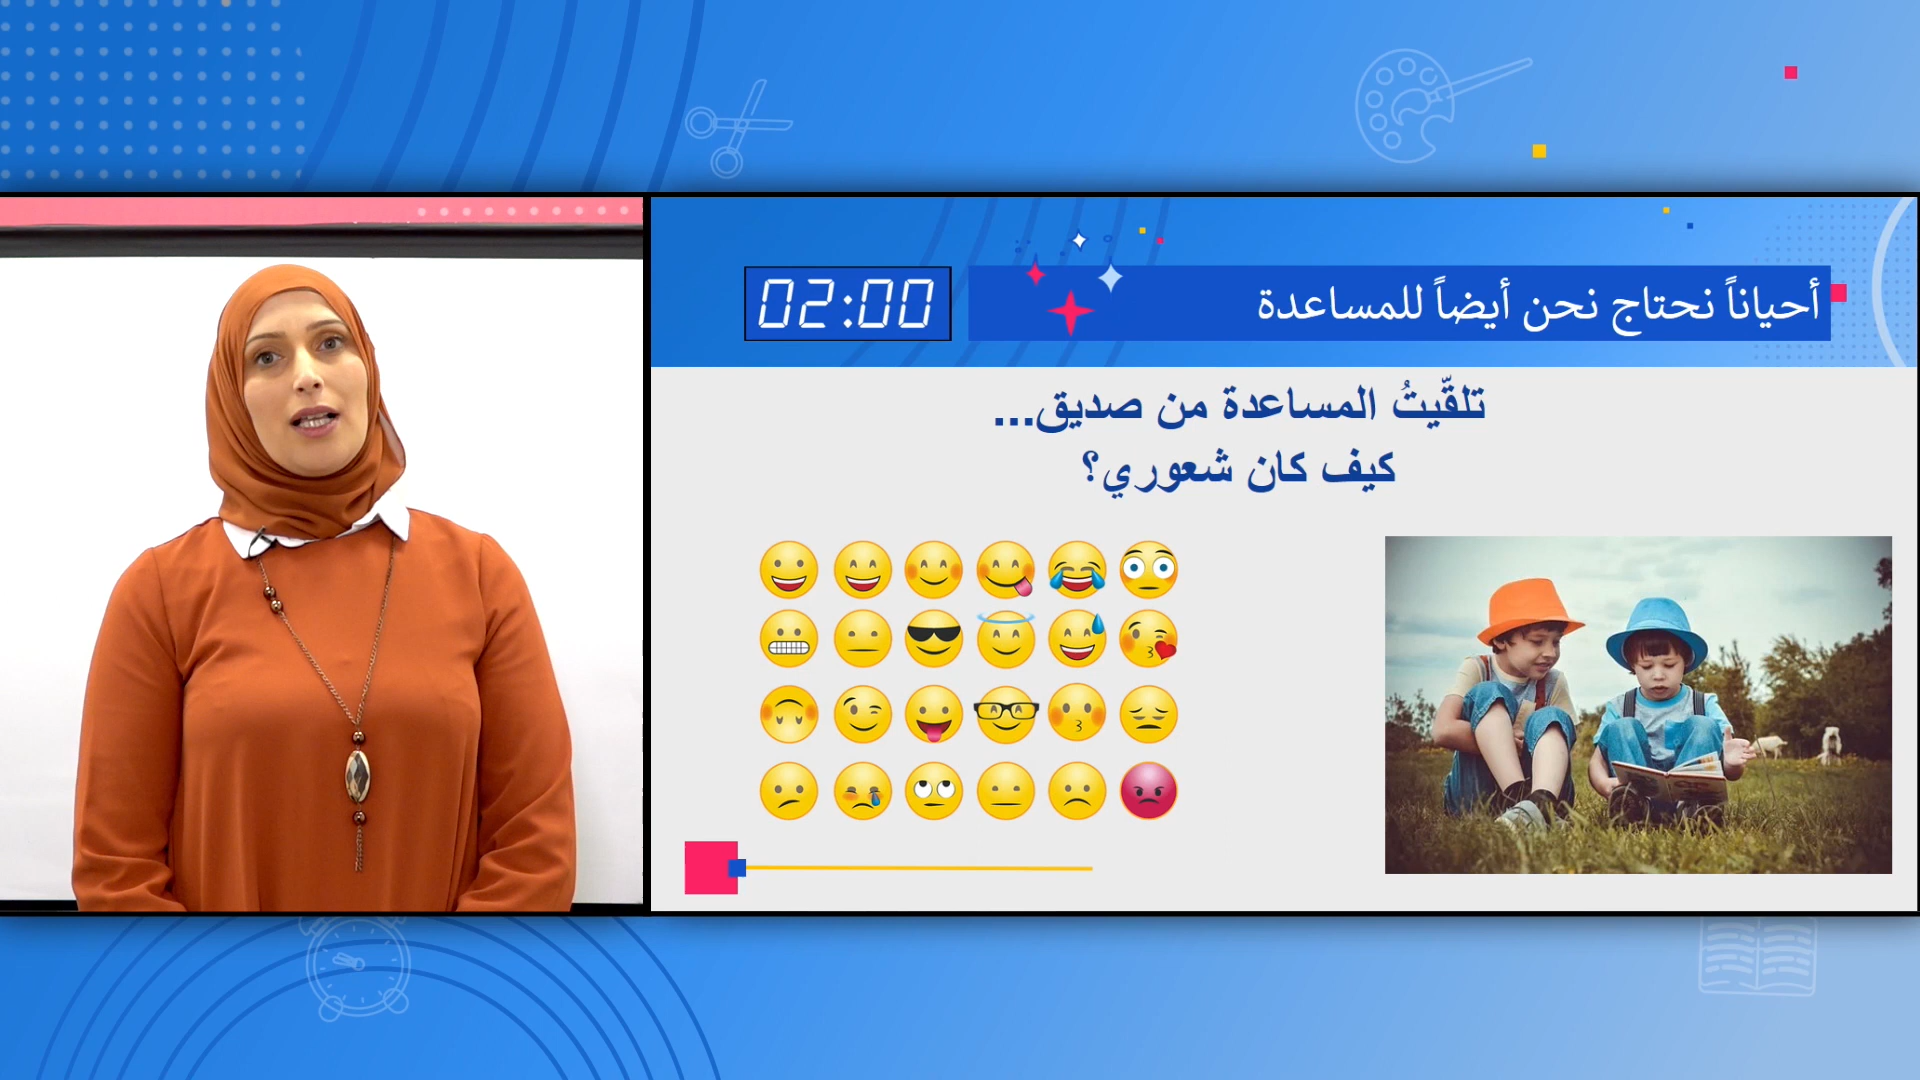 أحياناً نحتاج نحن أيضاً للمساعدة
02:00
تلقّيتُ المساعدة من صديق...
كيف كان شعوري؟